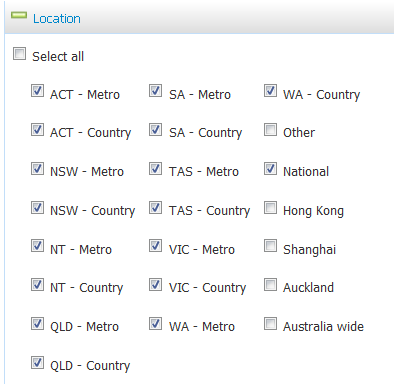 Location
Select all
ACT - Metro
SA - Metro
WA - Country
ACT - Country
SA - Country
Other
NSW - Metro
TAS - Metro
National
NSW - Country
TAS - Country
Hong Kong
NT - Metro
VIC - Metro
Shanghai
NT - Country
VIC - Country
Auckland
QLD - Metro
WA - Metro
Australia wide
QLD - Country